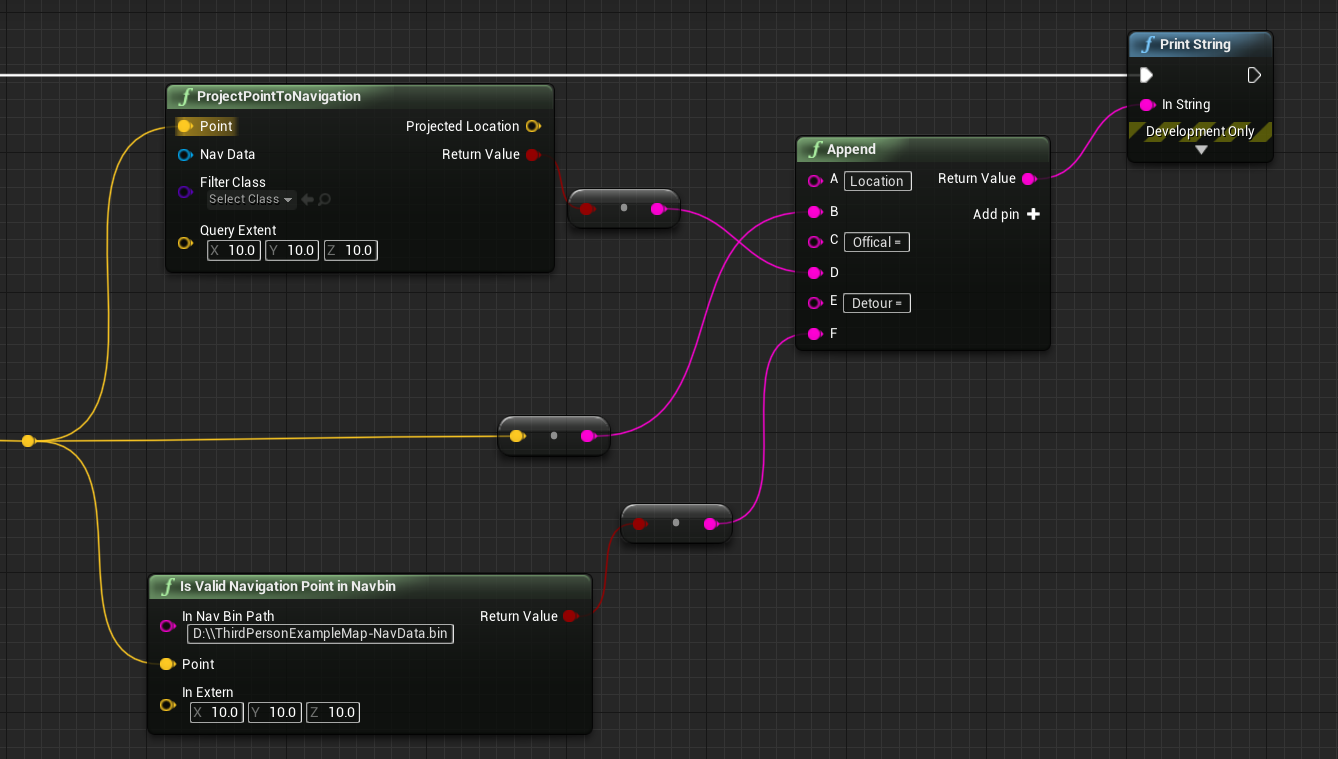 Print String
In String
Development Only
ProjectPointToNavigation
Point
Projected Location
Nav Data
Return Value
Filter Class
Select Class
Query Extent
X 10.0 Y 10.0 Z 10.0
Append
A Location
Return Value
B
Add pin
C Offical =
D
E Detour =
F
Is Valid Navigation Point in Navbin
In Nav Bin Path
Return Value
D:\\ThirdPersonExampleMap-NavData.bin
Point
In Extern
X 10.0 Y 10.0 Z 10.0